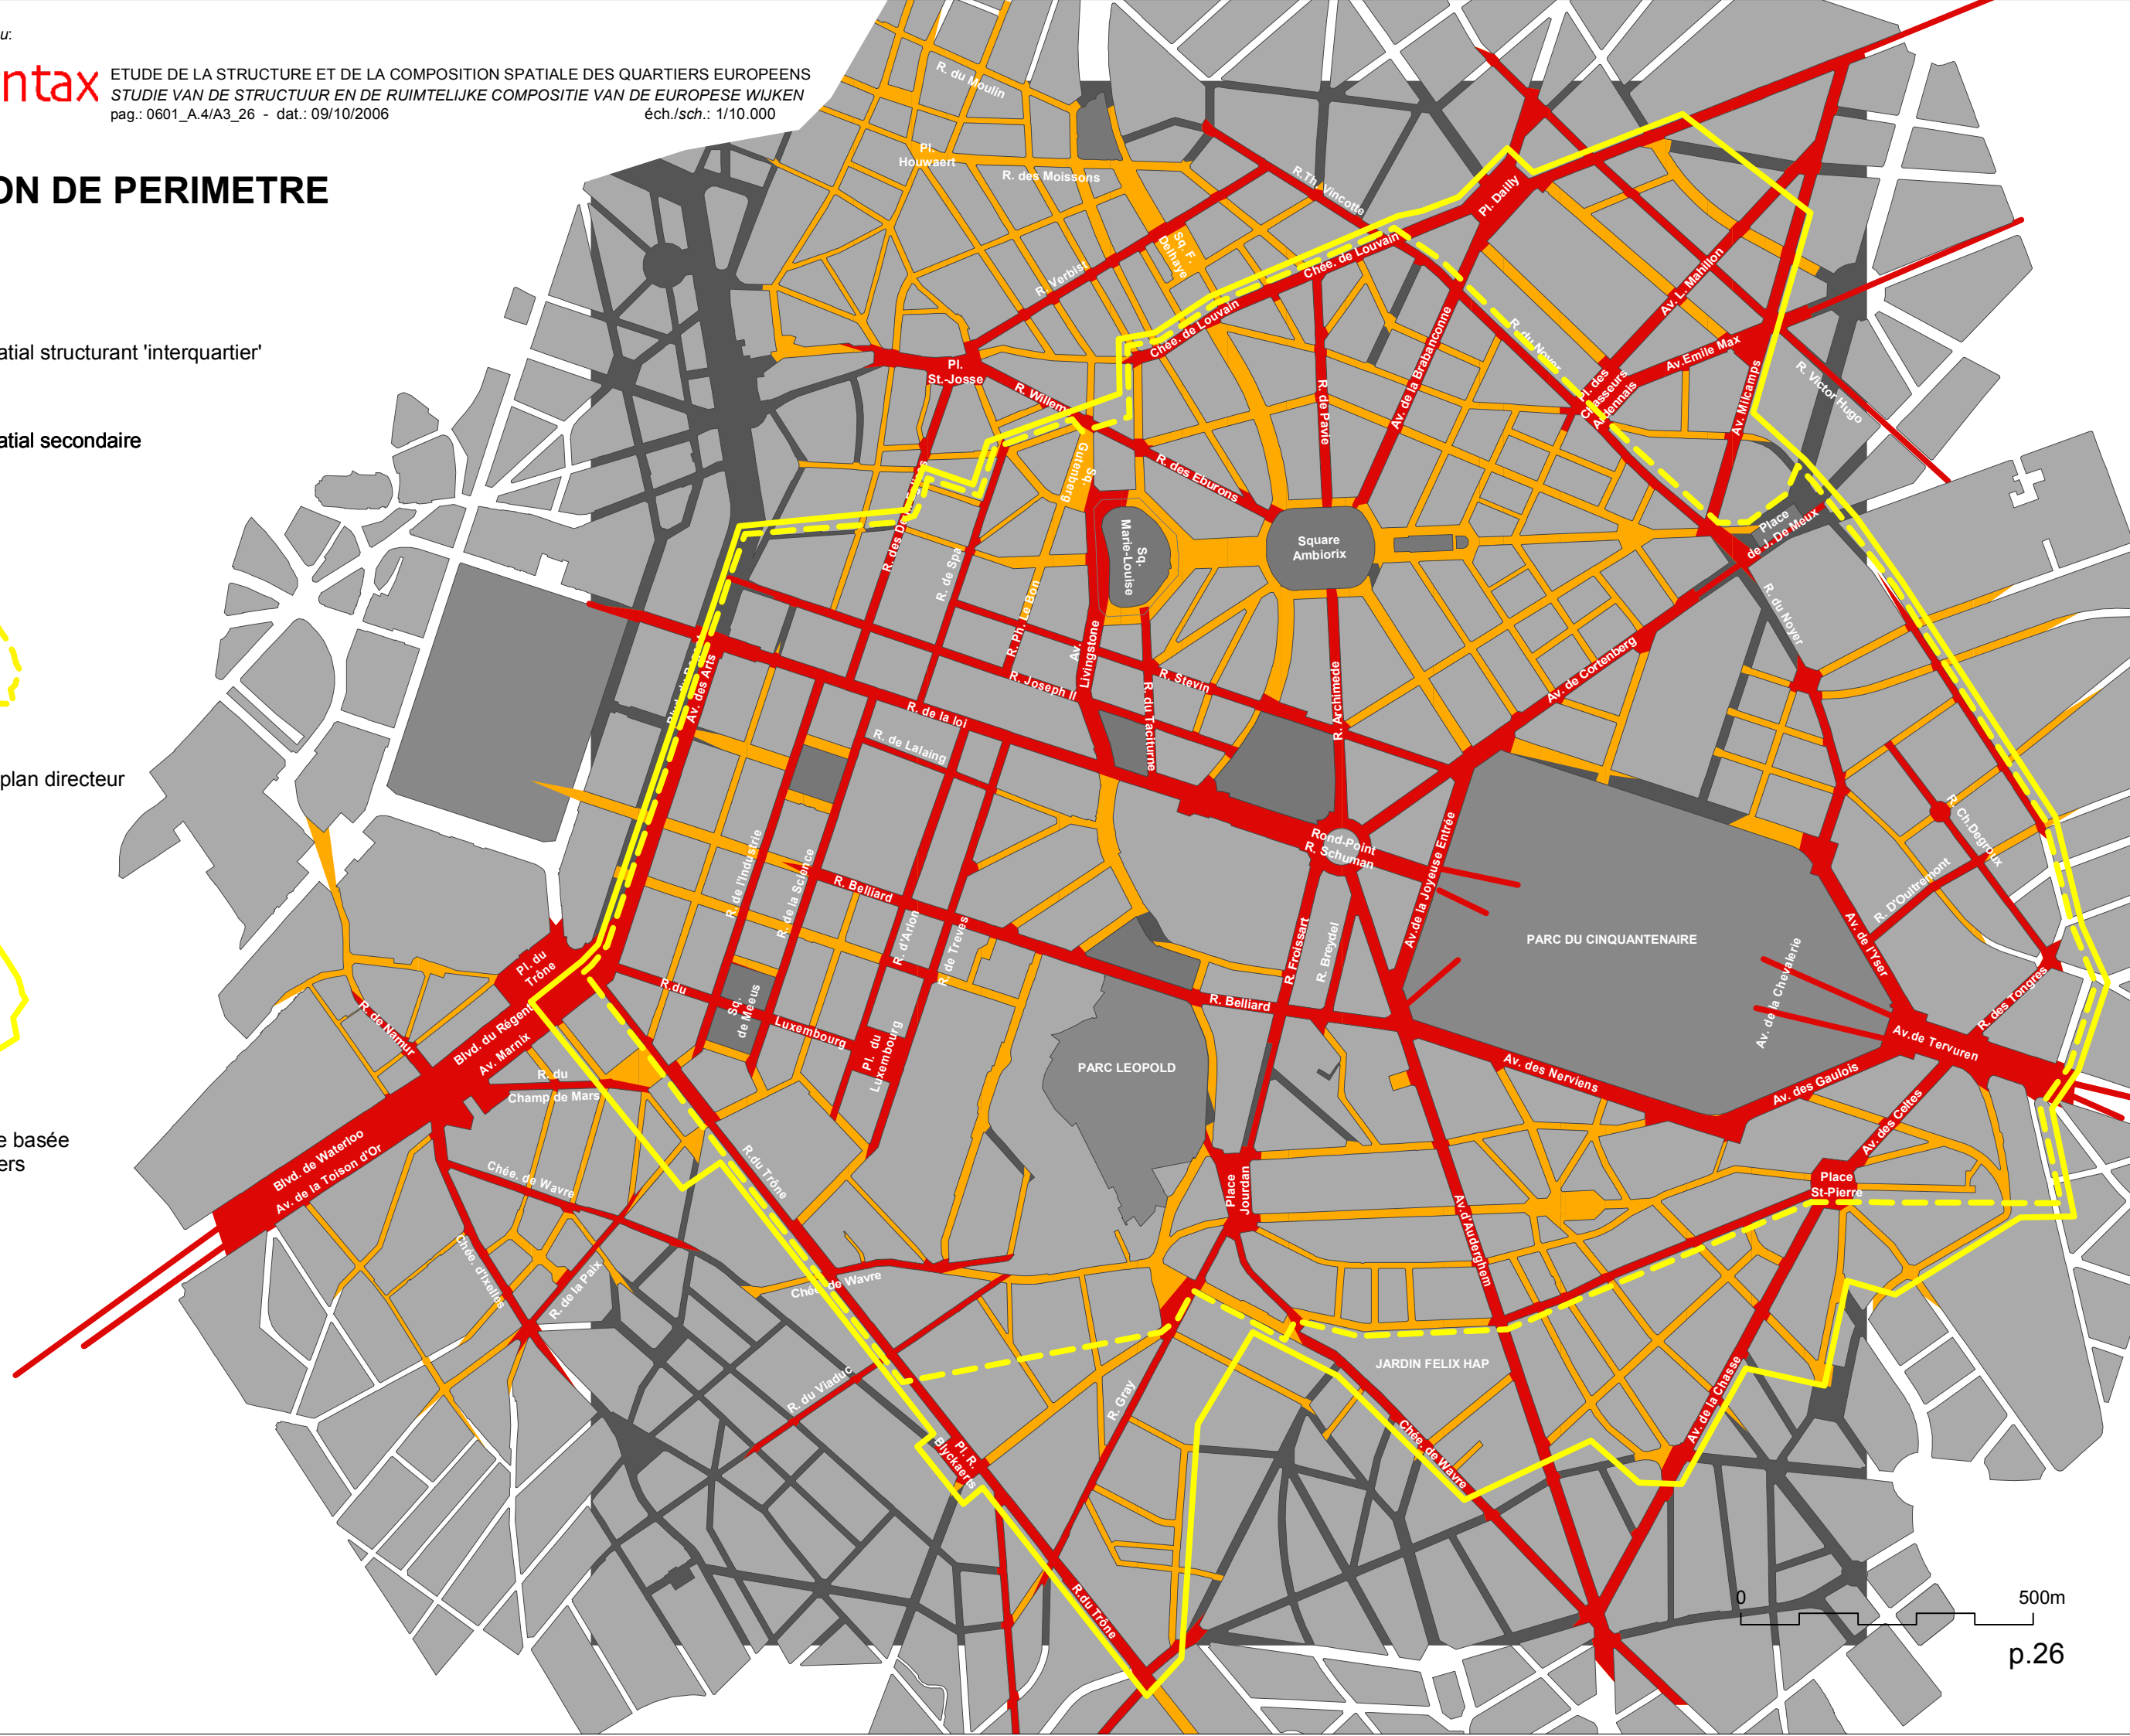 u:
ntax
ETUDE DE LA STRUCTURE ET DE LA COMPOSITION SPATIALE DES QUARTIERS EUROPEENS
STUDIE VAN DE STRUCTUUR EN DE RUIMTELIJKE COMPOSITIE VAN DE EUROPESE WIJKEN
pag.: 0601_A.4/A3_26 - dat.: 09/10/2006
éch./sch.: 1/10.000
ON DE PERIMETRE
atial structurant 'interquartier'
atial secondaire
plan directeur
e basée
ers
R. du Moulin
Pl.
Houwaert
R. des Moissons
R.Th. Vincotte
Pl. Dailly
Sq. F.
Delhaye
R. Verbist
Chée. de Louvain
Chée. de Louvain
Av. L. Mahillon
R. du Noyer
Av.Emile Max
R. Victor Hugo
Pl.
St.-Josse
R. Willem
R. de Pavie
Av. de la Brabanconne
Pl. des
Chasseurs
Ardennais
Av. Milcamps
Sq.
Gutenberg
R. des Eburons
R. de Spa
Sq.
Marie-Louise
Square
Ambiorix
Place
de J. De Meux
R. Ph. Le Bon
R. du Noyer
Av.
Livingstone
Av. des Arts
R. Joseph II
R. Stevin
R. du Taciturne
R. Archimede
Av. de Cortenberg
R. de la loi
R. de Lalaing
R. de l'Industrie
R. de la Science
R. Belliard
Rond-Point
R. Schuman
Av.de la Joyeuse Entrée
R. Ch.Degroux
R. D'Oultremont
R. d'Arlon
R. de Treves
R. Froissart
R. Breydel
PARC DU CINQUANTENAIRE
Av. de la Chevalerie
Av. de l'Yser
R. des Tongres
Pl. du
Trône
R.du
Luxembourg
Sq.
de Meeus
Pl. du
Luxembourg
R. Belliard
R. de Namur
Blvd. du Régent
Av. Marnix
R. du
Champ de Mars
PARC LEOPOLD
Av. des Nerviens
Av. des Gaulois
Av.de Tervuren
Av. des Celtes
Blvd. de Waterloo
Av. de la Toison d'Or
Chée. de Wavre
R.du Trône
Place
Jourdan
Av.d'Auderghem
Place
St-Pierre
Chée. d'Ixelles
R. de la Paix
Chée. de Wavre
R. du Viaduc
R. Gray
JARDIN FELIX HAP
Pl. R.
Blyckaerts
Chée. de Wavre
Av. de la Chasse
R.du Trône
0
500m
p.26